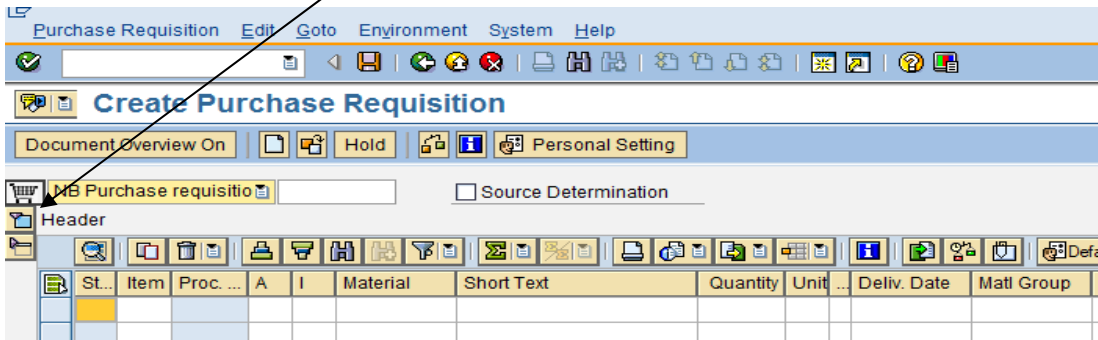 Purchase Requisition Edit Goto Environment System Help
Create Purchase Requisition
Document Overview On Hold Personal Setting
NB Purchase requisitio Source Determination
Header
Defa
St... Item Proc. ... A I Material Short Text Quantity Unit ... Deliv. Date Matl Group